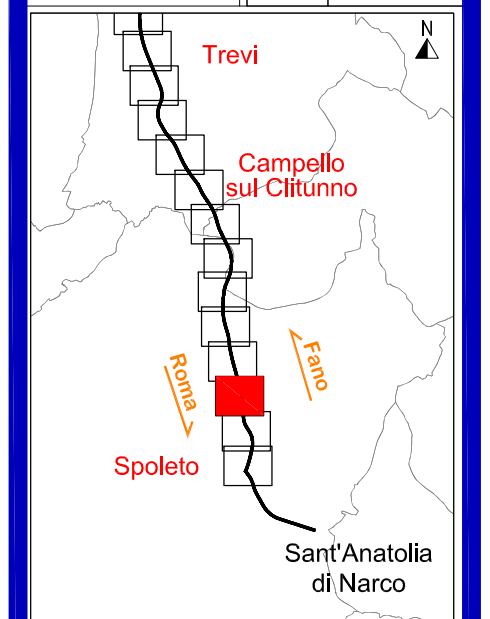 N
Trevi
Campello
sul Clitunno
Fano
Roma
Spoleto
Sant'Anatolia
di Narco